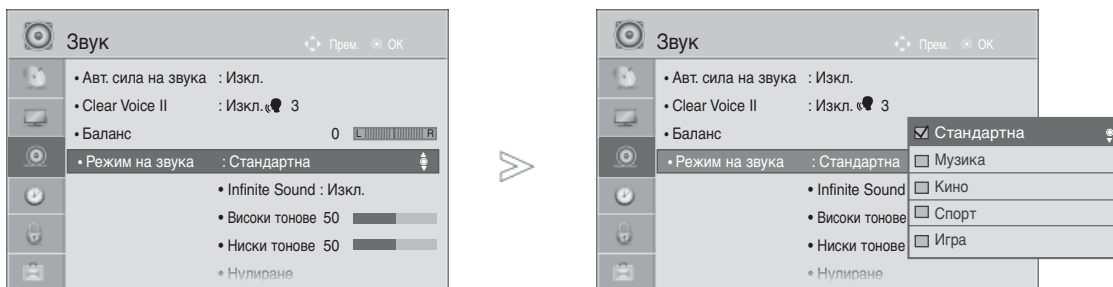 Звук Прем. OK
• Авт. сила на звука : Изкл.
• Clear Voice II : Изкл. 3
• Баланс 0 L R
• Режим на звука : Стандартна
• Infinite Sound : Изкл.
• Високи тонове 50
• Ниски тонове 50
• Нулиране
Звук Прем. OK
• Авт. сила на звука : Изкл.
• Clear Voice II : Изкл. 3
• Баланс
• Режим на звука : Стандартна
• Infinite Sound
• Високи тонове
• Ниски тонове
• Нулиране
Стандартна
Музика
Кино
Спорт
Игра